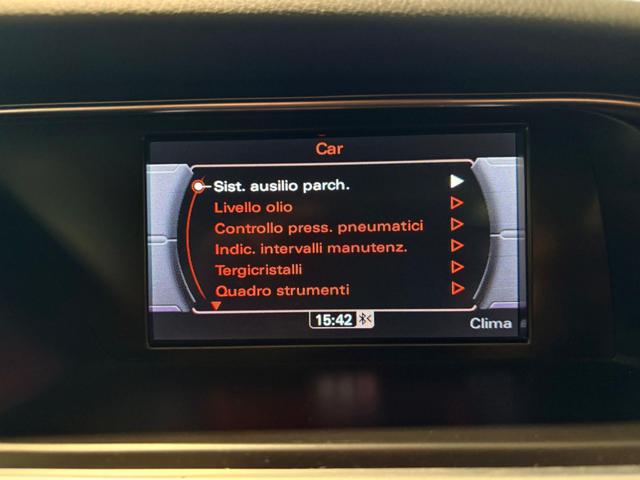 Car
Sist. ausilio parch.
Livello olio
Controllo press. pneumatici
Indic. intervalli manutenz.
Tergicristalli
Quadro strumenti
15:42
Clima